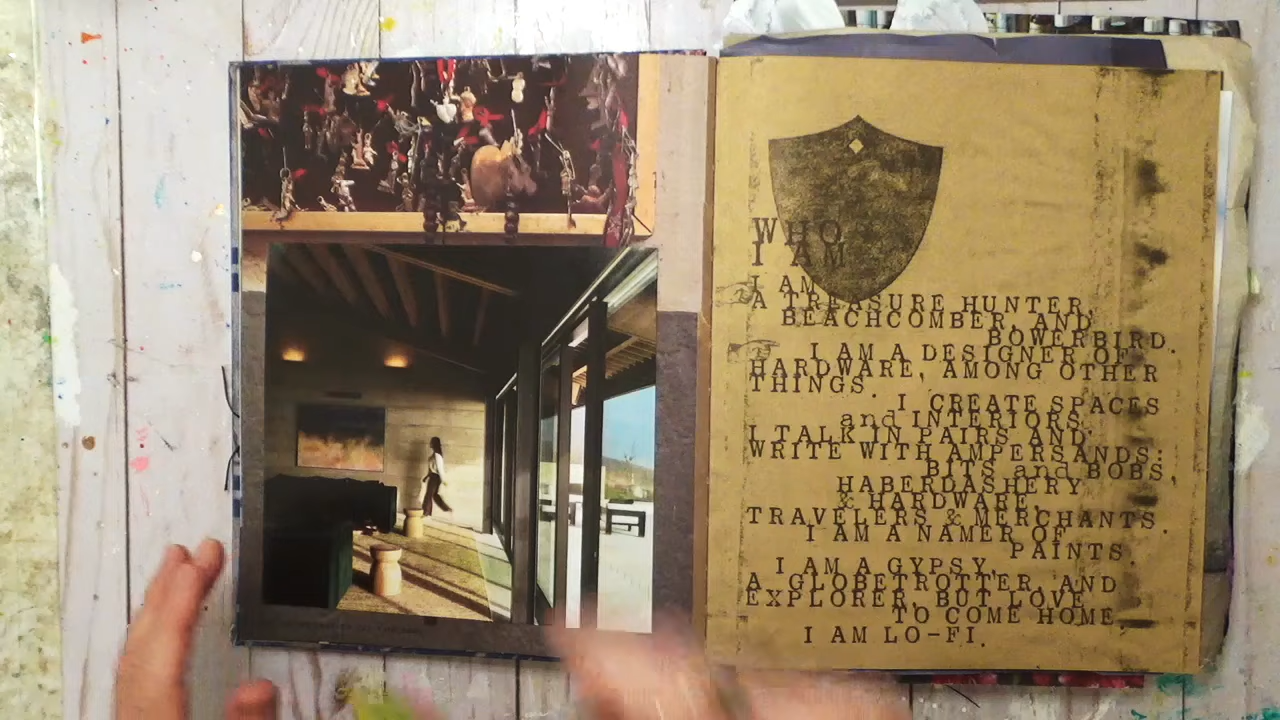 WHO
I AM
I AM
A TREASURE HUNTER,
BEACHCOMBER, AND
BOWERBIRD.
I AM A DESIGNER OF
HARDWARE, AMONG OTHER
THINGS.
I CREATE SPACES
and INTERIORS.
I TALK IN PAIRS AND
WRITE WITH AMPERSANDS:
BITS and BOBS,
HABERDASHERY
& HARDWARE,
TRAVELERS & MERCHANTS.
I AM A NAMER OF
PAINTS.
I AM A GYPSY,
A GLOBETROTTER, AND
EXPLORER, BUT LOVE
TO COME HOME.
I AM LO-FI.